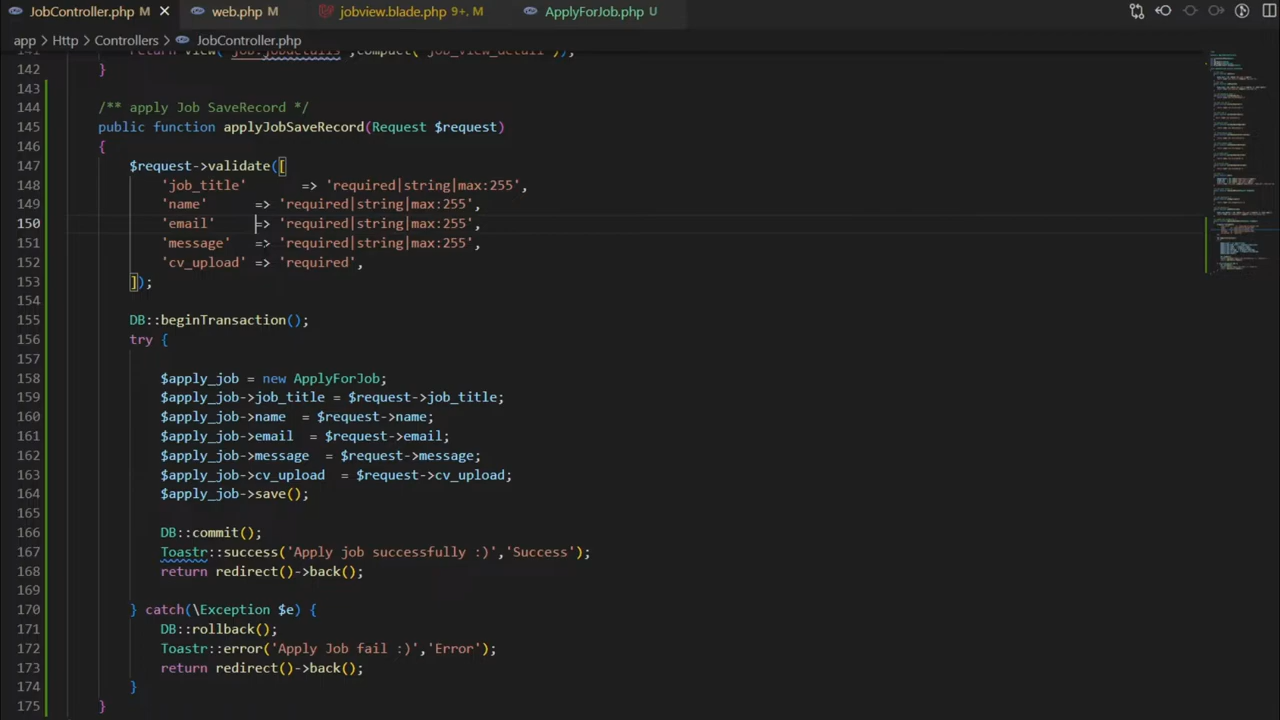 JobController.php M × web.php M jobview.blade.php 9+, M ApplyForJob.php U
app > Http > Controllers > JobController.php
141 return view('job.jobdetails',compact('job_view_detail'));
142 }
143
144 /** apply Job SaveRecord */
145 public function applyJobSaveRecord(Request $request)
146 {
147 $request->validate([
148 'job_title' => 'required|string|max:255',
149 'name' => 'required|string|max:255',
150 'email' => 'required|string|max:255',
151 'message' => 'required|string|max:255',
152 'cv_upload' => 'required',
153 ]);
154
155 DB::beginTransaction();
156 try {
157
158 $apply_job = new ApplyForJob;
159 $apply_job->job_title = $request->job_title;
160 $apply_job->name = $request->name;
161 $apply_job->email = $request->email;
162 $apply_job->message = $request->message;
163 $apply_job->cv_upload = $request->cv_upload;
164 $apply_job->save();
165
166 DB::commit();
167 Toastr::success('Apply job successfully :)','Success');
168 return redirect()->back();
169
170 } catch(\Exception $e) {
171 DB::rollback();
172 Toastr::error('Apply Job fail :)','Error');
173 return redirect()->back();
174 }
175 }